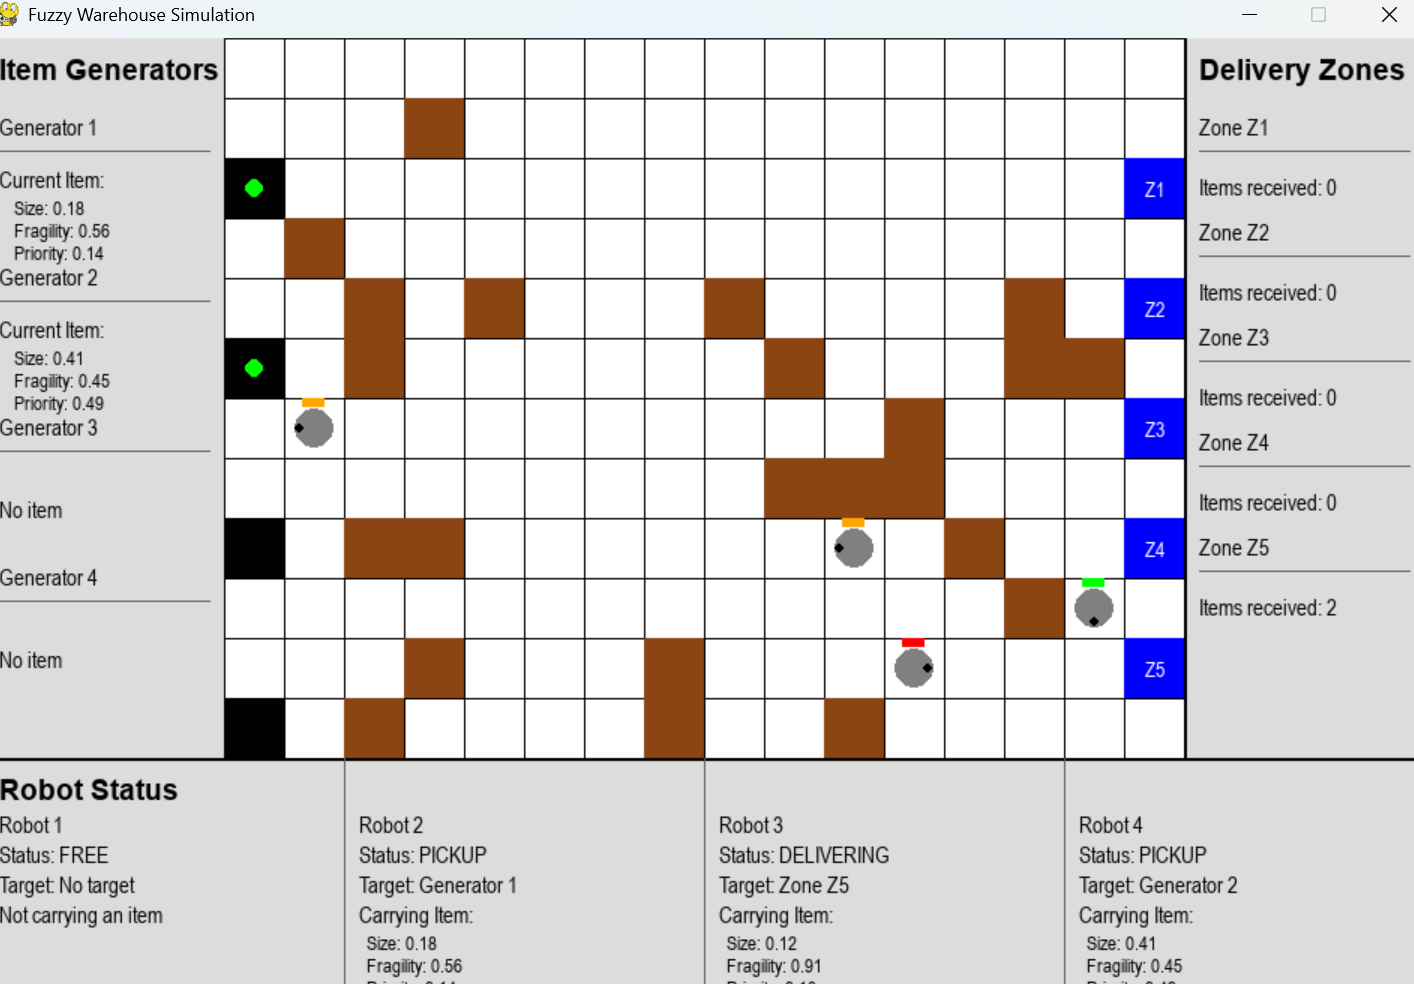 Fuzzy Warehouse Simulation
Item Generators
Generator 1
Current Item:
Size: 0.18
Fragility: 0.56
Priority: 0.14
Generator 2
Current Item:
Size: 0.41
Fragility: 0.45
Priority: 0.49
Generator 3
No item
Generator 4
No item
Z1
Z2
Z3
Z4
Z5
Delivery Zones
Zone Z1
Items received: 0
Zone Z2
Items received: 0
Zone Z3
Items received: 0
Zone Z4
Items received: 0
Zone Z5
Items received: 2
Robot Status
Robot 1
Status: FREE
Target: No target
Not carrying an item
Robot 2
Status: PICKUP
Target: Generator 1
Carrying Item:
Size: 0.18
Fragility: 0.56
Robot 3
Status: DELIVERING
Target: Zone Z5
Carrying Item:
Size: 0.12
Fragility: 0.91
Robot 4
Status: PICKUP
Target: Generator 2
Carrying Item:
Size: 0.41
Fragility: 0.45